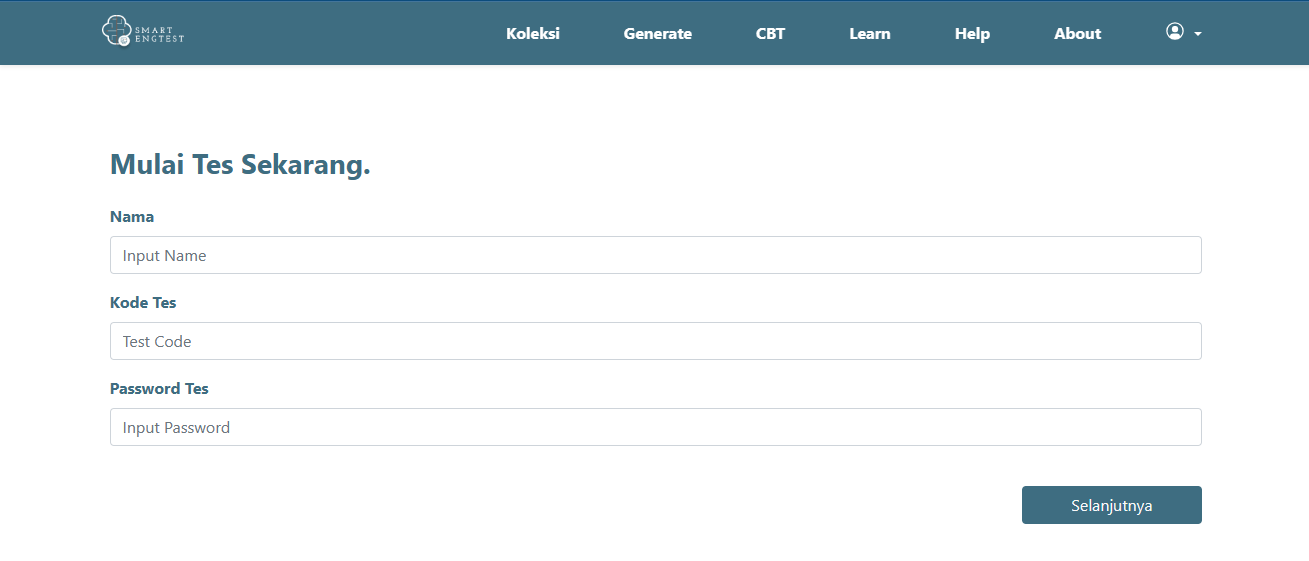 SMART
ENGTEST
Koleksi Generate CBT Learn Help About
Mulai Tes Sekarang.
Nama
Input Name
Kode Tes
Test Code
Password Tes
Input Password
Selanjutnya